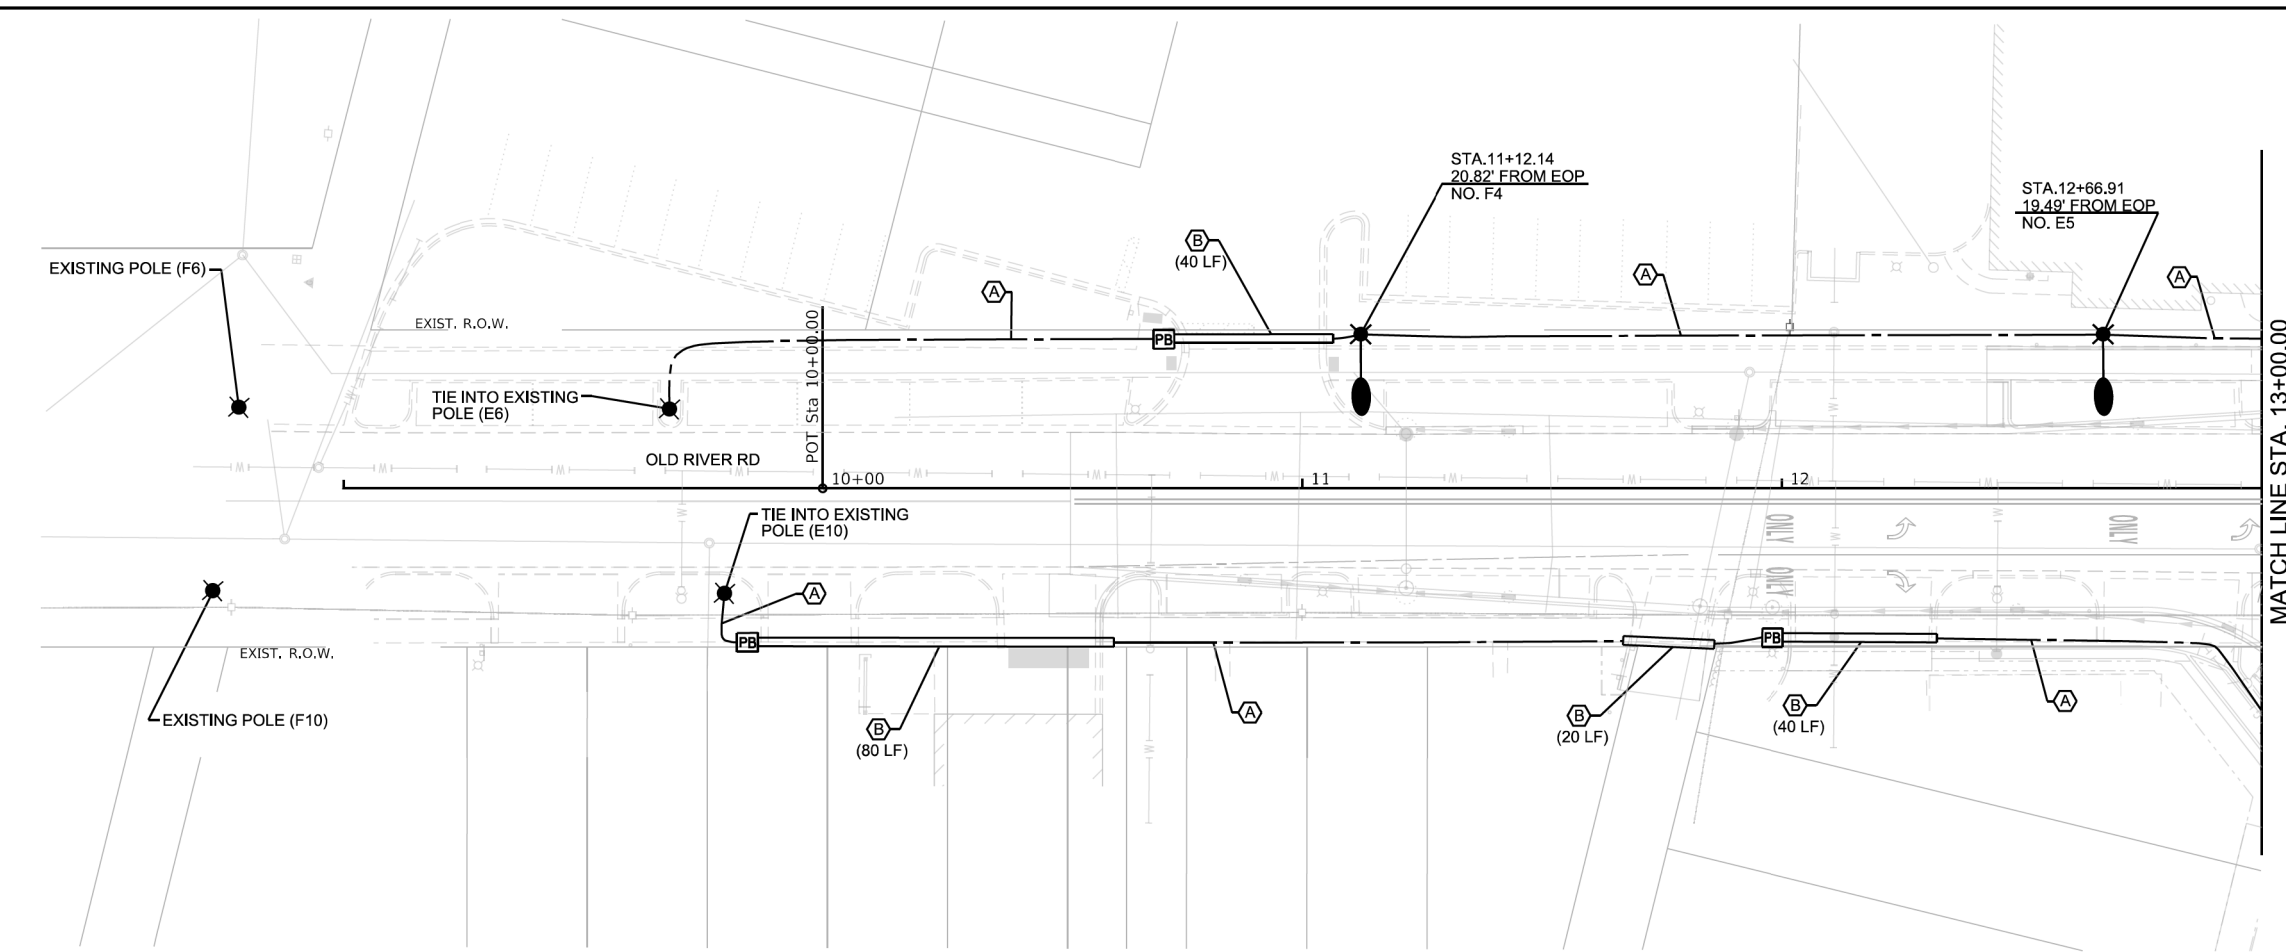 STA.11+12.14
20.82' FROM EOP
NO. F4
STA.12+66.91
19.49' FROM EOP
NO. E5
B
(40 LF)
EXISTING POLE (F6)
A
A
A
EXIST. R.O.W.
PB
POT Sta 10+00.00
TIE INTO EXISTING
POLE (E6)
OLD RIVER RD
W
W
W
W
W
W
W
W
W
W
W
10+00
11
12
MATCH LINE STA. 13+00.00
TIE INTO EXISTING
POLE (E10)
ONLY
ONLY
ONLY
A
PB
PB
EXIST. R.O.W.
EXISTING POLE (F10)
B
(80 LF)
A
B
(20 LF)
B
(40 LF)
A